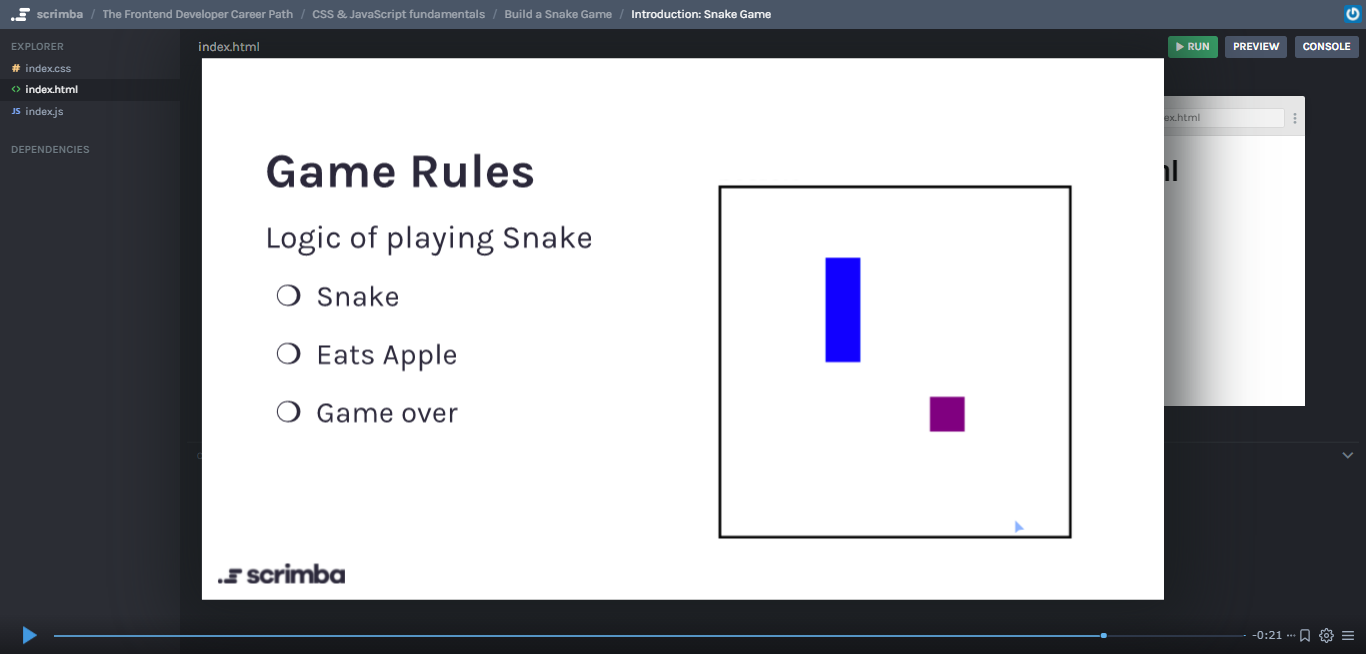 scrimba / The Frontend Developer Career Path / CSS & JavaScript fundamentals / Build a Snake Game / Introduction: Snake Game
EXPLORER
# index.css
<> index.html
JS index.js
DEPENDENCIES
index.html
RUN
PREVIEW
CONSOLE
ex.html
Game Rules
Logic of playing Snake
Snake
Eats Apple
Game over
scrimba
-0:21